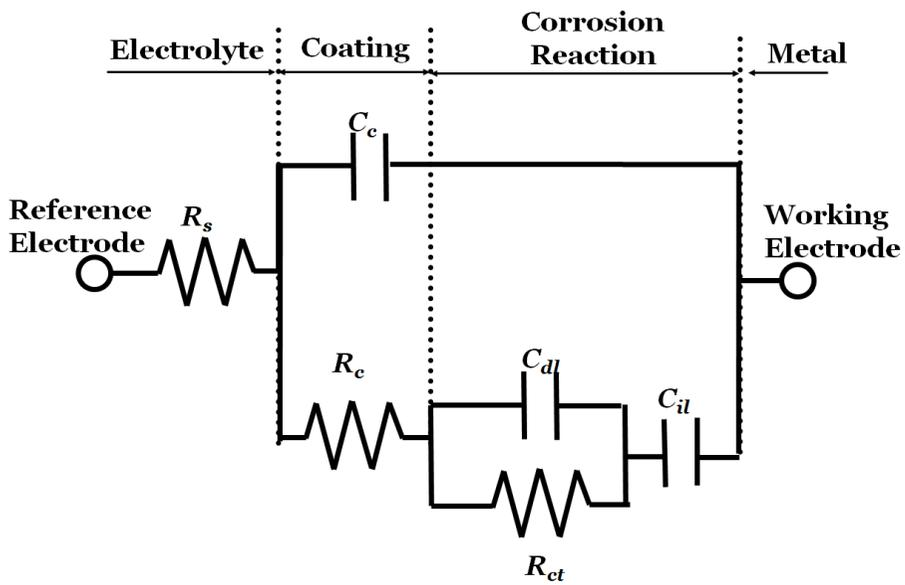 Electrolyte
Coating
Corrosion
Reaction
Metal
Cc
Reference
Electrode
Rs
Working
Electrode
Rc
Cdl
Cil
Rct